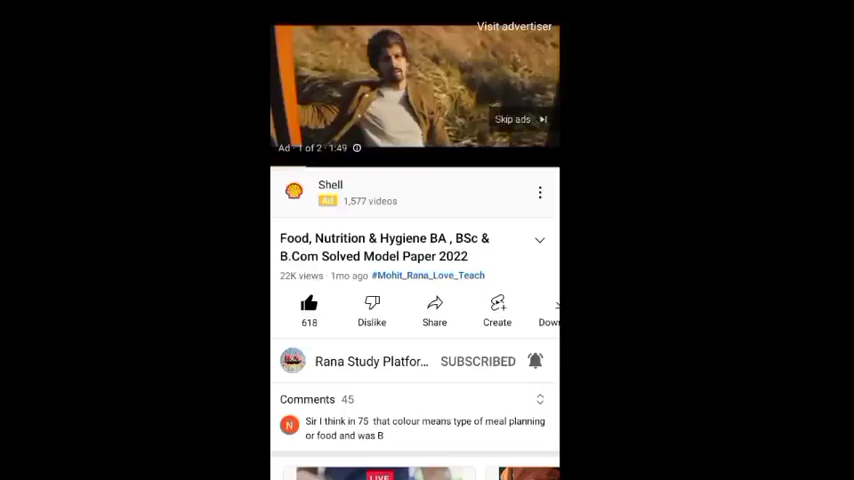 Visit advertiser
Skip ads
Ad · 1 of 2 · 1:49
Shell
Ad 1,577 videos
Food, Nutrition & Hygiene BA , BSc &
B.Com Solved Model Paper 2022
22K views · 1mo ago #Mohit_Rana_Love_Teach
618 Dislike Share Create Down
Rana Study Platfor... SUBSCRIBED
Comments 45
N
Sir I think in 75 that colour means type of meal planning
or food and was B
LIVE